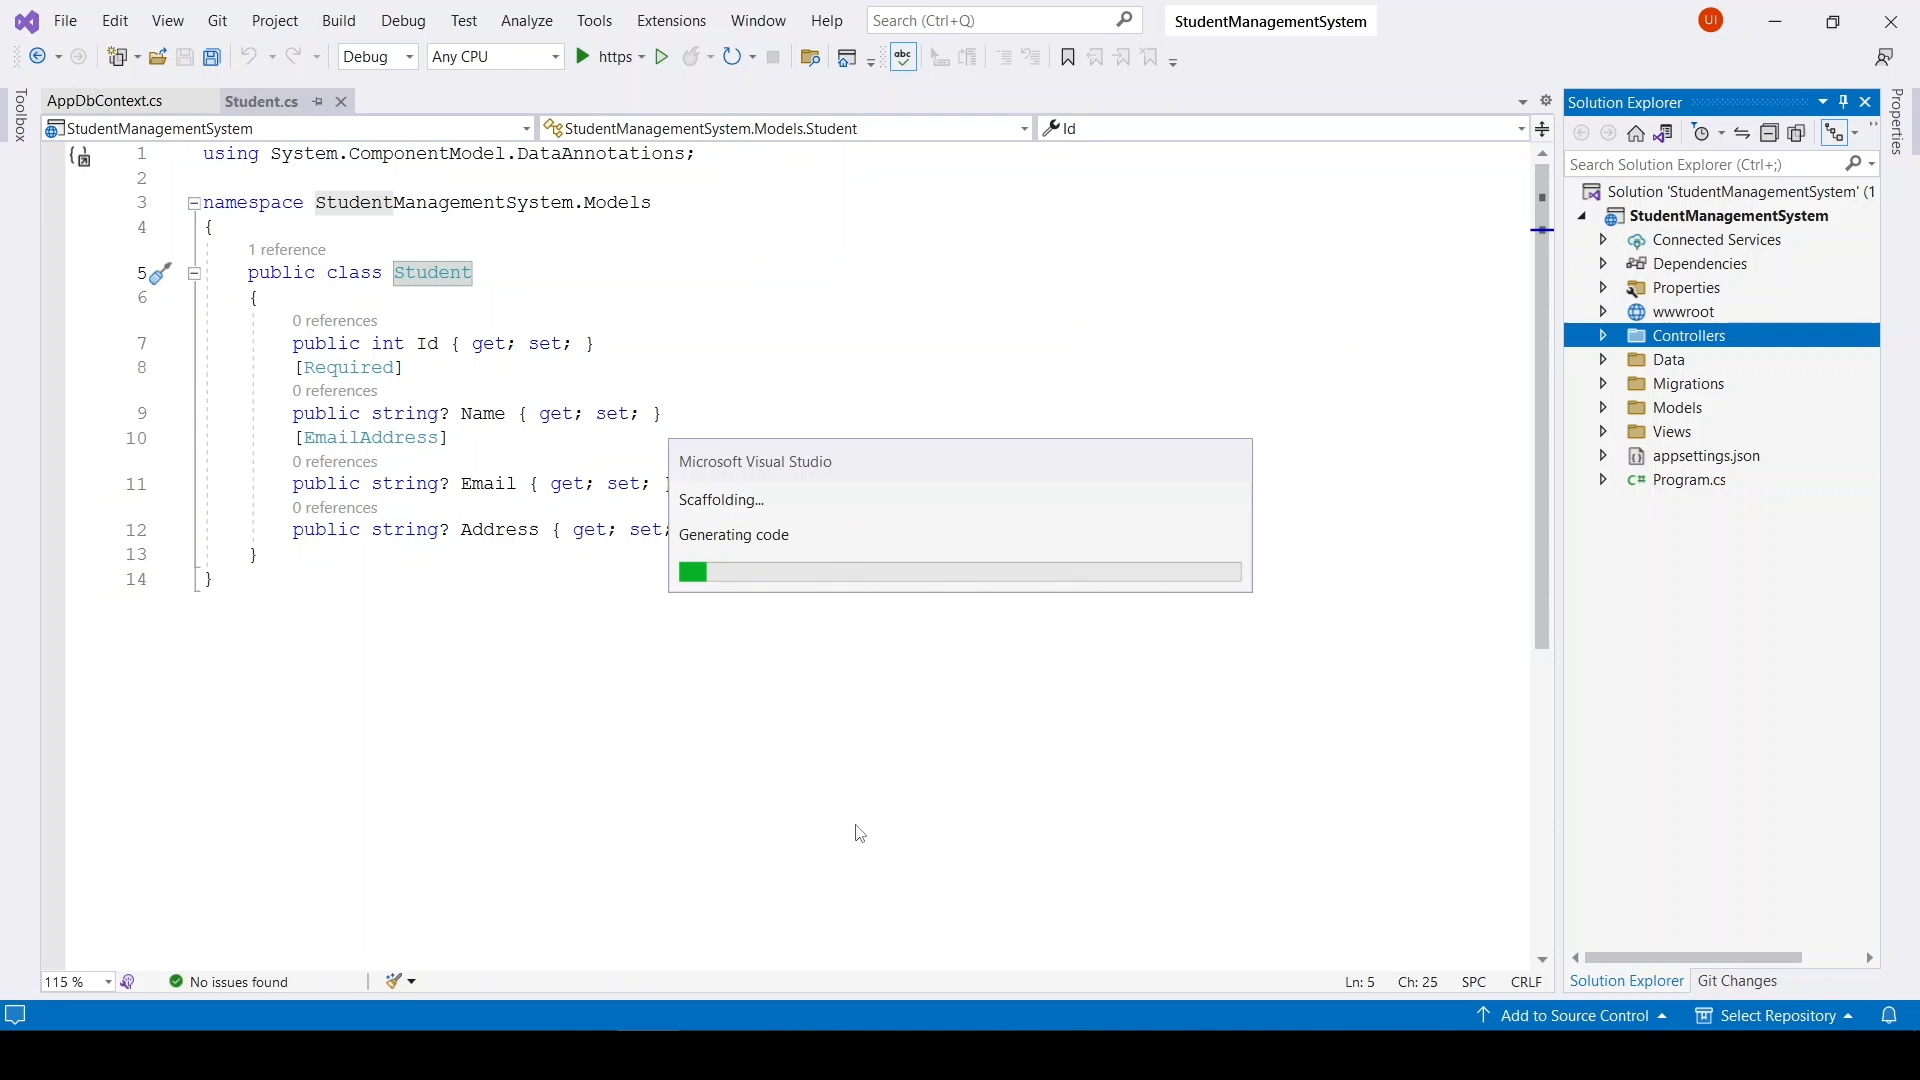 File Edit View Git Project Build Debug Test Analyze Tools Extensions Window Help Search (Ctrl+Q) StudentManagementSystem UI
Debug Any CPU https abc
Toolbox
AppDbContext.cs Student.cs
StudentManagementSystem StudentManagementSystem.Models.Student Id
1 using System.ComponentModel.DataAnnotations;
2
3 namespace StudentManagementSystem.Models
4 {
1 reference
5 public class Student
6 {
0 references
7 public int Id { get; set; }
8 [Required]
0 references
9 public string? Name { get; set; }
10 [EmailAddress]
0 references
11 public string? Email { get; set; }
0 references
12 public string? Address { get; set;
13 }
14 }
Microsoft Visual Studio
Scaffolding...
Generating code
115 % No issues found Ln: 5 Ch: 25 SPC CRLF
Solution Explorer
Search Solution Explorer (Ctrl+;)
Solution 'StudentManagementSystem' (1
StudentManagementSystem
Connected Services
Dependencies
Properties
wwwroot
Controllers
Data
Migrations
Models
Views
appsettings.json
C# Program.cs
Solution Explorer Git Changes
Properties
Add to Source Control Select Repository